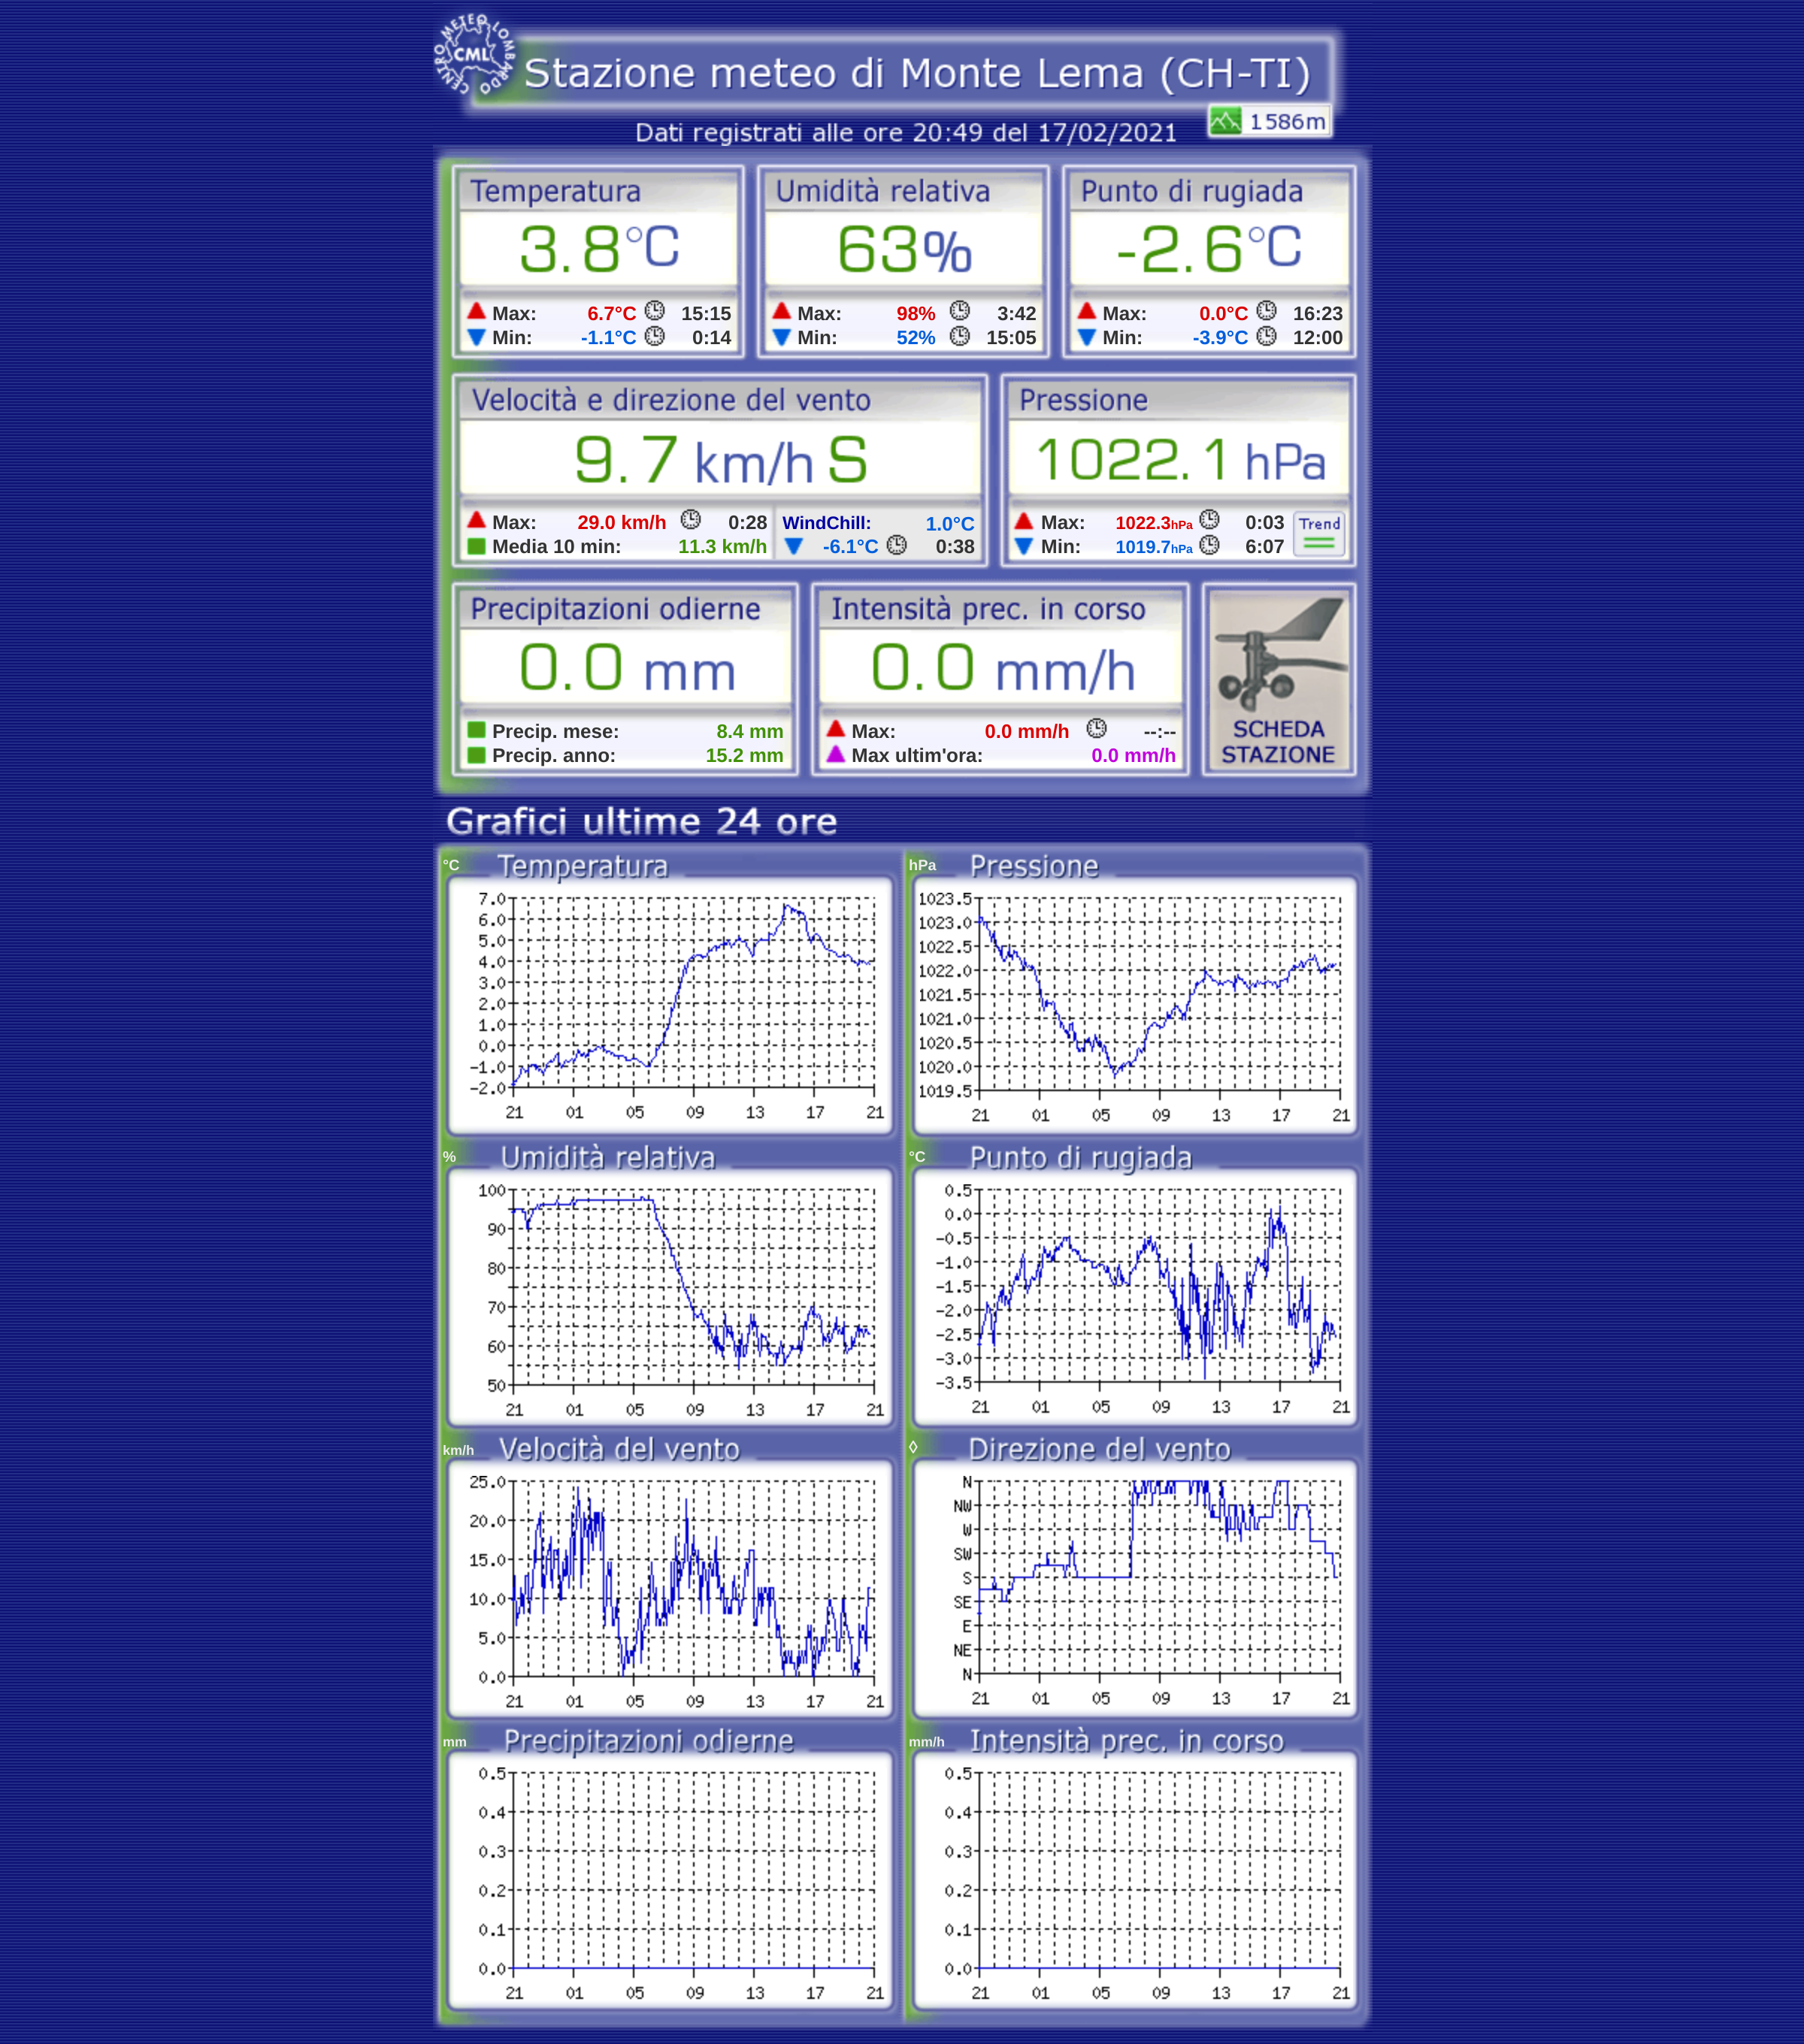 CENTRO METEO LOMBARDO
CML
Stazione meteo di Monte Lema (CH-TI)
1586m
Dati registrati alle ore 20:49 del 17/02/2021
Temperatura
3.8°C
Max: 6.7°C 15:15
Min: -1.1°C 0:14
Umidità relativa
63%
Max: 98% 3:42
Min: 52% 15:05
Punto di rugiada
-2.6°C
Max: 0.0°C 16:23
Min: -3.9°C 12:00
Velocità e direzione del vento
9.7 km/h S
Max: 29.0 km/h 0:28
Media 10 min: 11.3 km/h
WindChill: 1.0°C
-6.1°C 0:38
Pressione
1022.1 hPa
Max: 1022.3hPa 0:03
Min: 1019.7hPa 6:07
Trend
Precipitazioni odierne
0.0 mm
Precip. mese: 8.4 mm
Precip. anno: 15.2 mm
Intensità prec. in corso
0.0 mm/h
Max: 0.0 mm/h --:--
Max ultim'ora: 0.0 mm/h
SCHEDA
STAZIONE
Grafici ultime 24 ore
°C Temperatura
7.0
6.0
5.0
4.0
3.0
2.0
1.0
0.0
-1.0
-2.0
21 01 05 09 13 17 21
hPa Pressione
1023.5
1023.0
1022.5
1022.0
1021.5
1021.0
1020.5
1020.0
1019.5
21 01 05 09 13 17 21
% Umidità relativa
100
90
80
70
60
50
21 01 05 09 13 17 21
°C Punto di rugiada
0.5
0.0
-0.5
-1.0
-1.5
-2.0
-2.5
-3.0
-3.5
21 01 05 09 13 17 21
km/h Velocità del vento
25.0
20.0
15.0
10.0
5.0
0.0
21 01 05 09 13 17 21
◊ Direzione del vento
N
NW
W
SW
S
SE
E
NE
N
21 01 05 09 13 17 21
mm Precipitazioni odierne
0.5
0.4
0.3
0.2
0.1
0.0
21 01 05 09 13 17 21
mm/h Intensità prec. in corso
0.5
0.4
0.3
0.2
0.1
0.0
21 01 05 09 13 17 21